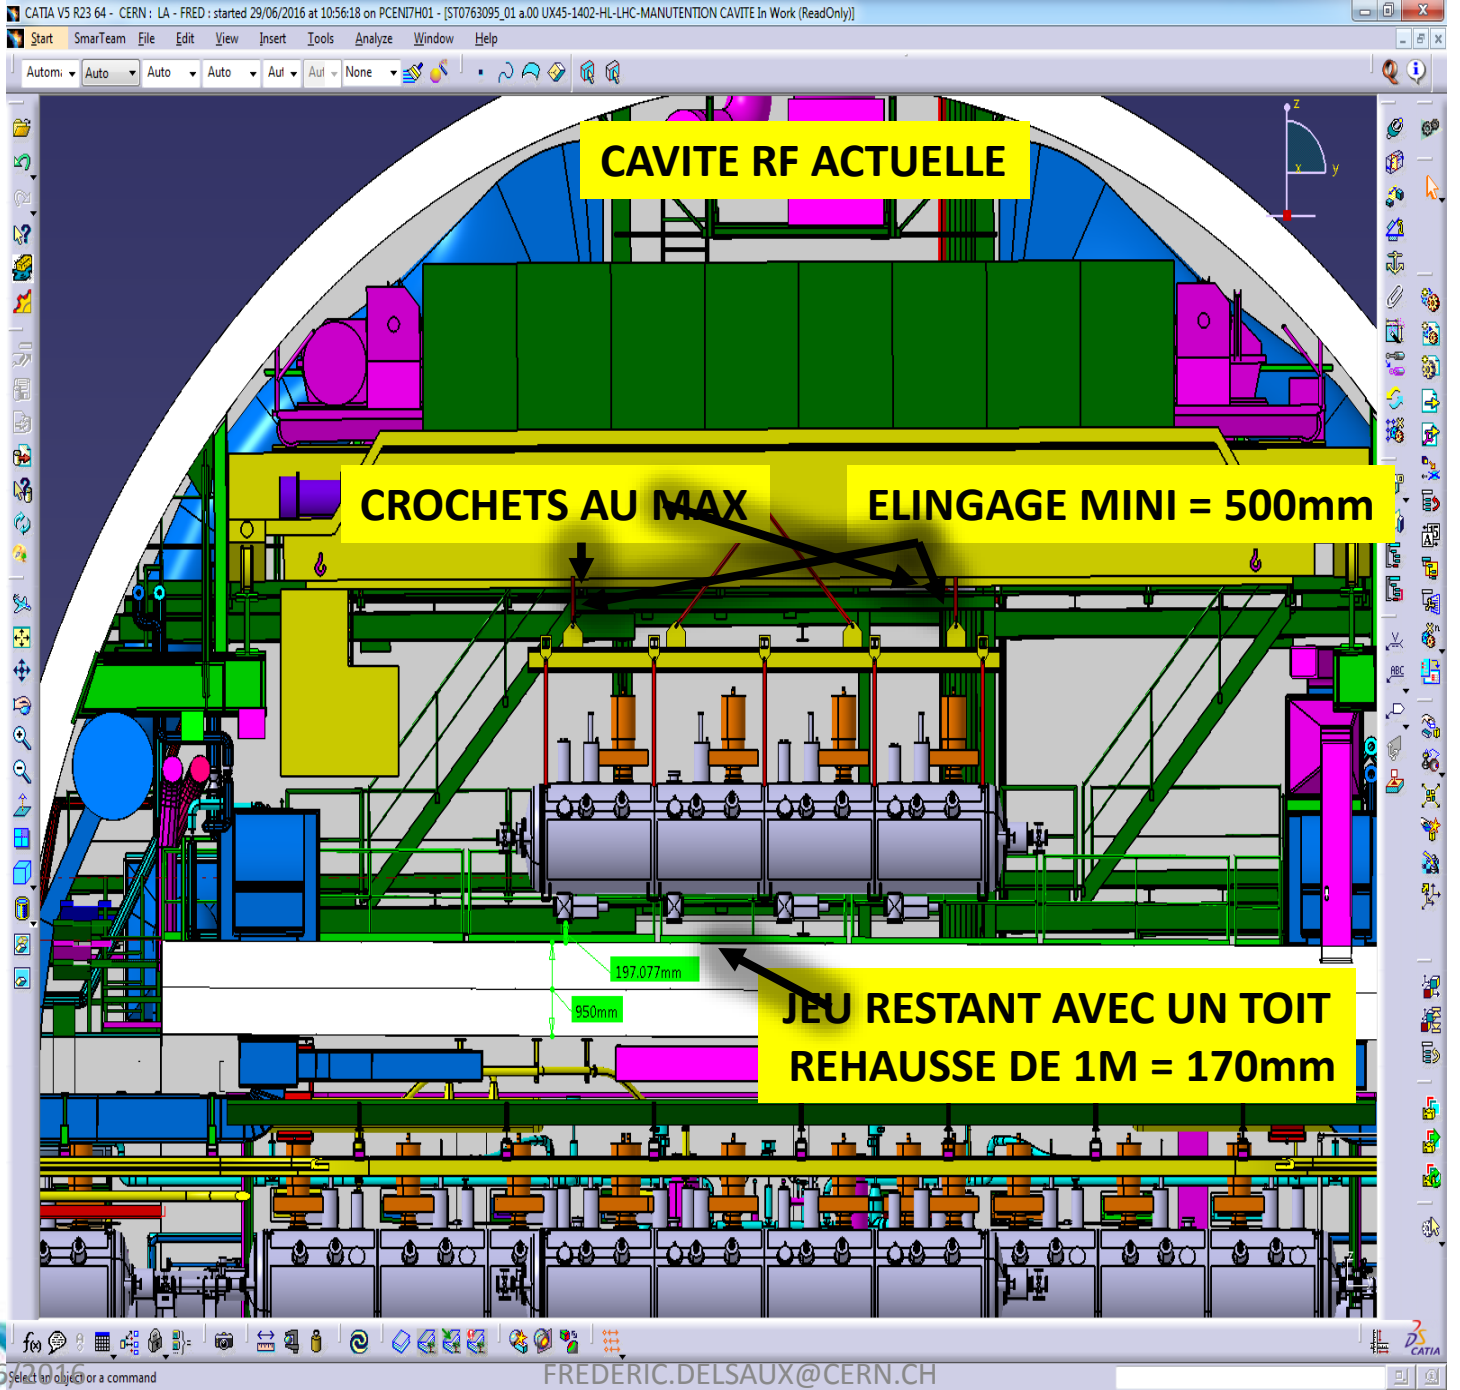 CATIA V5 R23 64 - CERN : LA - FRED : started 29/06/2016 at 10:56:18 on PCENI7H01 - [ST0763095_01 a.00 UX45-1402-HL-LHC-MANUTENTION CAVITE In Work (ReadOnly)]
Start SmarTeam File Edit View Insert Tools Analyze Window Help
Auto Auto Auto None
CAVITE RF ACTUELLE
z
x y
CROCHETS AU MAX
ELINGAGE MINI = 500mm
197.077mm
950mm
JEU RESTANT AVEC UN TOIT
REHAUSSE DE 1M = 170mm
ABC
f(x)
CATIA
/2016
FREDERIC.DELSAUX@CERN.CH
Select an object or a command